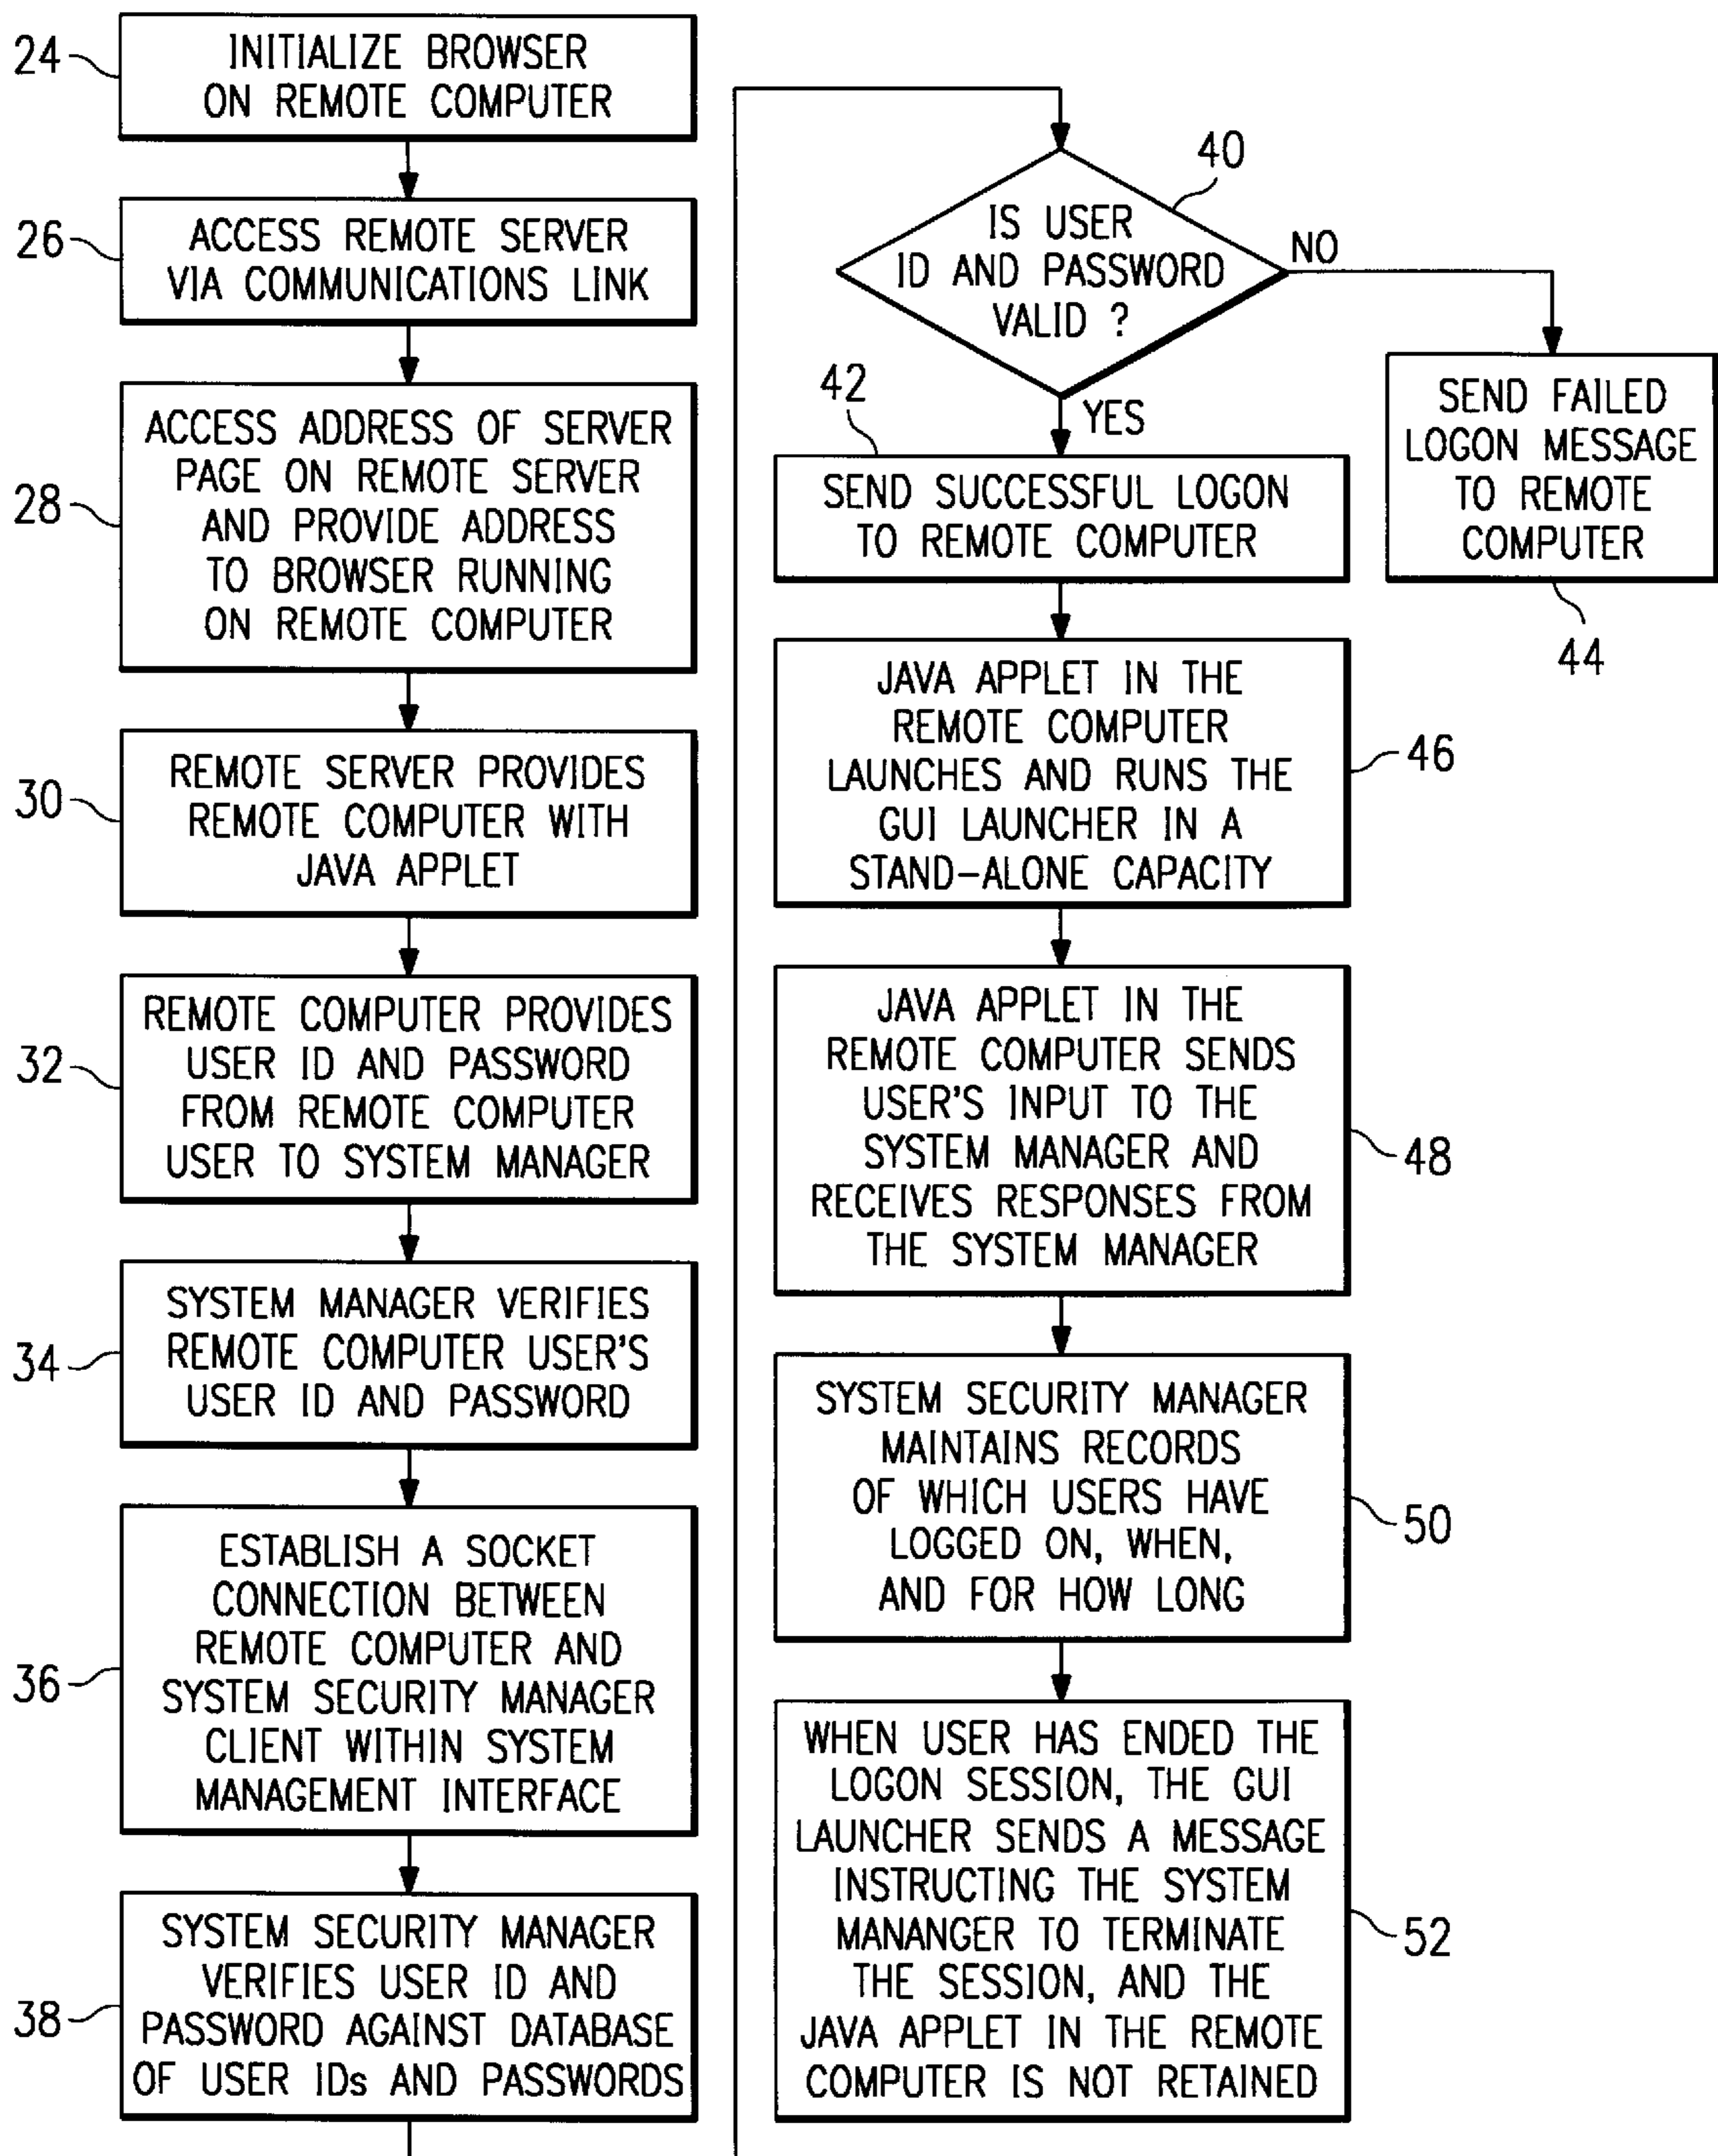 24
INITIALIZE BROWSER
ON REMOTE COMPUTER
26
ACCESS REMOTE SERVER
VIA COMMUNICATIONS LINK
28
ACCESS ADDRESS OF SERVER
PAGE ON REMOTE SERVER
AND PROVIDE ADDRESS
TO BROWSER RUNNING
ON REMOTE COMPUTER
30
REMOTE SERVER PROVIDES
REMOTE COMPUTER WITH
JAVA APPLET
32
REMOTE COMPUTER PROVIDES
USER ID AND PASSWORD
FROM REMOTE COMPUTER
USER TO SYSTEM MANAGER
34
SYSTEM MANAGER VERIFIES
REMOTE COMPUTER USER'S
USER ID AND PASSWORD
36
ESTABLISH A SOCKET
CONNECTION BETWEEN
REMOTE COMPUTER AND
SYSTEM SECURITY MANAGER
CLIENT WITHIN SYSTEM
MANAGEMENT INTERFACE
38
SYSTEM SECURITY MANAGER
VERIFIES USER ID AND
PASSWORD AGAINST DATABASE
OF USER IDs AND PASSWORDS
40
IS USER
ID AND PASSWORD
VALID ?
NO
YES
42
SEND SUCCESSFUL LOGON
TO REMOTE COMPUTER
SEND FAILED
LOGON MESSAGE
TO REMOTE
COMPUTER
44
JAVA APPLET IN THE
REMOTE COMPUTER
LAUNCHES AND RUNS THE
GUI LAUNCHER IN A
STAND-ALONE CAPACITY
46
JAVA APPLET IN THE
REMOTE COMPUTER SENDS
USER'S INPUT TO THE
SYSTEM MANAGER AND
RECEIVES RESPONSES FROM
THE SYSTEM MANAGER
48
SYSTEM SECURITY MANAGER
MAINTAINS RECORDS
OF WHICH USERS HAVE
LOGGED ON, WHEN,
AND FOR HOW LONG
50
WHEN USER HAS ENDED THE
LOGON SESSION, THE GUI
LAUNCHER SENDS A MESSAGE
INSTRUCTING THE SYSTEM
MANANGER TO TERMINATE
THE SESSION, AND THE
JAVA APPLET IN THE REMOTE
COMPUTER IS NOT RETAINED
52